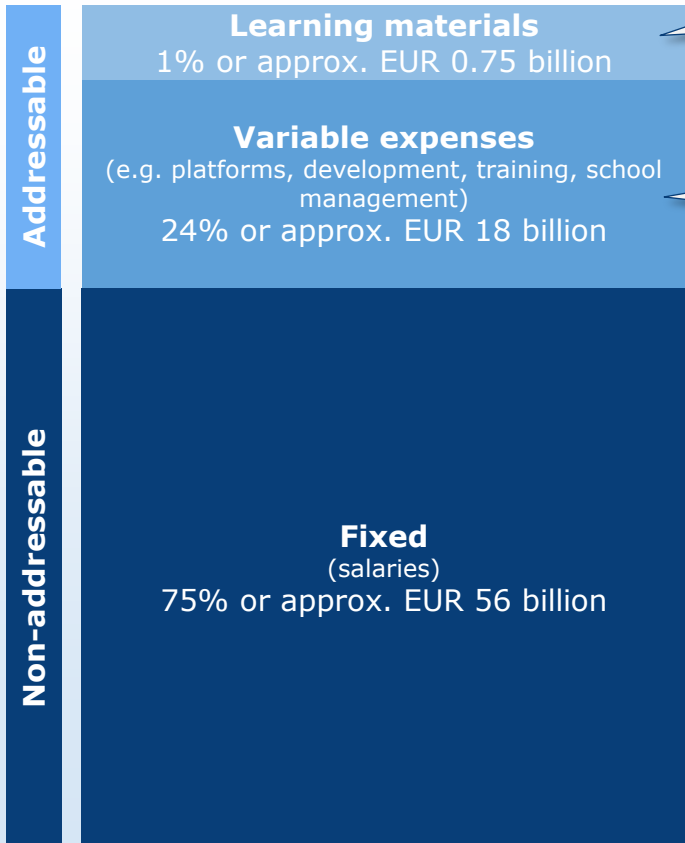 Addressable
Learning materials
1% or approx. EUR 0.75 billion
Variable expenses
(e.g. platforms, development, training, school
management)
24% or approx. EUR 18 billion
Non-addressable
Fixed
(salaries)
75% or approx. EUR 56 billion